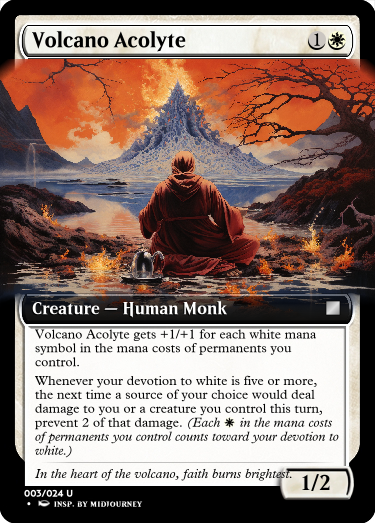 Volcano Acolyte 1
Creature — Human Monk
Volcano Acolyte gets +1/+1 for each white mana
symbol in the mana costs of permanents you
control.
Whenever your devotion to white is five or more,
the next time a source of your choice would deal
damage to you or a creature you control this turn,
prevent 2 of that damage. (Each in the mana costs
of permanents you control counts toward your devotion to
white.)
In the heart of the volcano, faith burns brightest.
1/2
003/024 U
• INSP. BY MIDJOURNEY